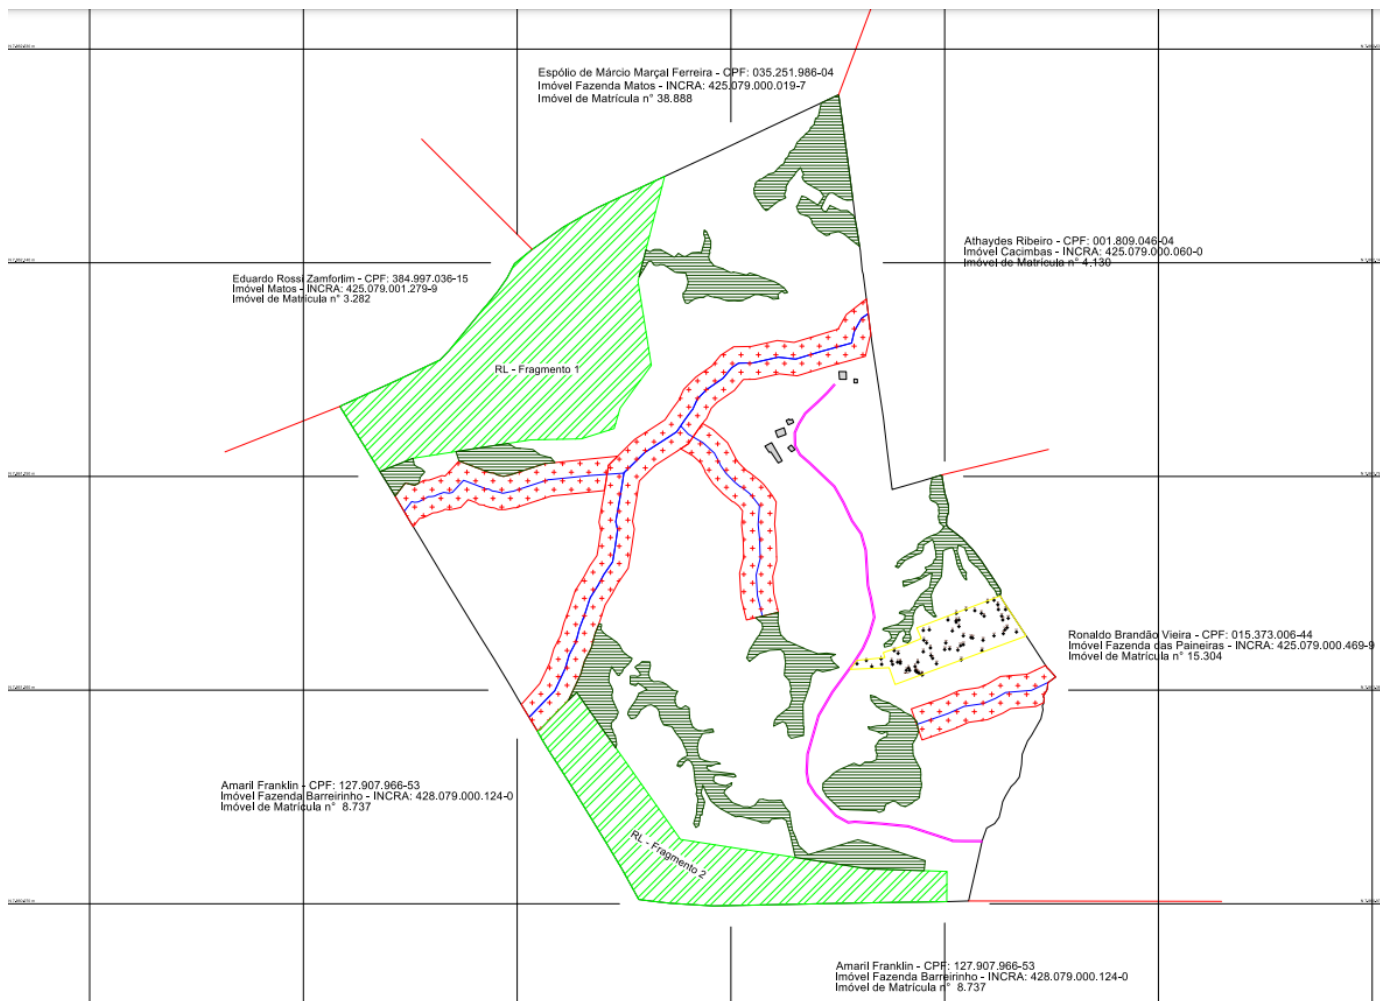 Espólio de Márcio Marçal Ferreira - CPF: 035.251.986-04
Imóvel Fazenda Matos - INCRA: 425.079.000.019-7
Imóvel de Matrícula n° 38.888
Athaydes Ribeiro - CPF: 001.809.046-04
Imóvel Cacimbas - INCRA: 425.079.000.060-0
Imóvel de Matrícula n° 4.130
Eduardo Rossi Zamforlim - CPF: 384.997.036-15
Imóvel Matos - INCRA: 425.079.001.279-9
Imóvel de Matrícula n° 3.282
RL - Fragmento 1
Ronaldo Brandão Vieira - CPF: 015.373.006-44
Imóvel Fazenda das Paineiras - INCRA: 425.079.000.469-9
Imóvel de Matrícula n° 15.304
Amaril Franklin - CPF: 127.907.966-53
Imóvel Fazenda Barreirinho - INCRA: 428.079.000.124-0
Imóvel de Matrícula n° 8.737
RL - Fragmento 2
Amaril Franklin - CPF: 127.907.966-53
Imóvel Fazenda Barreirinho - INCRA: 428.079.000.124-0
Imóvel de Matrícula n° 8.737